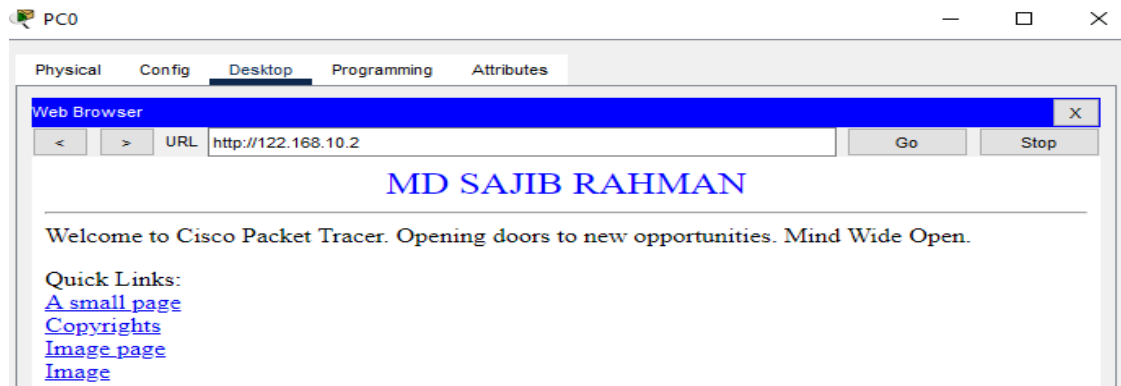 PC0
Physical Config Desktop Programming Attributes
Web Browser X
< > URL http://122.168.10.2 Go Stop
MD SAJIB RAHMAN
Welcome to Cisco Packet Tracer. Opening doors to new opportunities. Mind Wide Open.
Quick Links:
A small page
Copyrights
Image page
Image